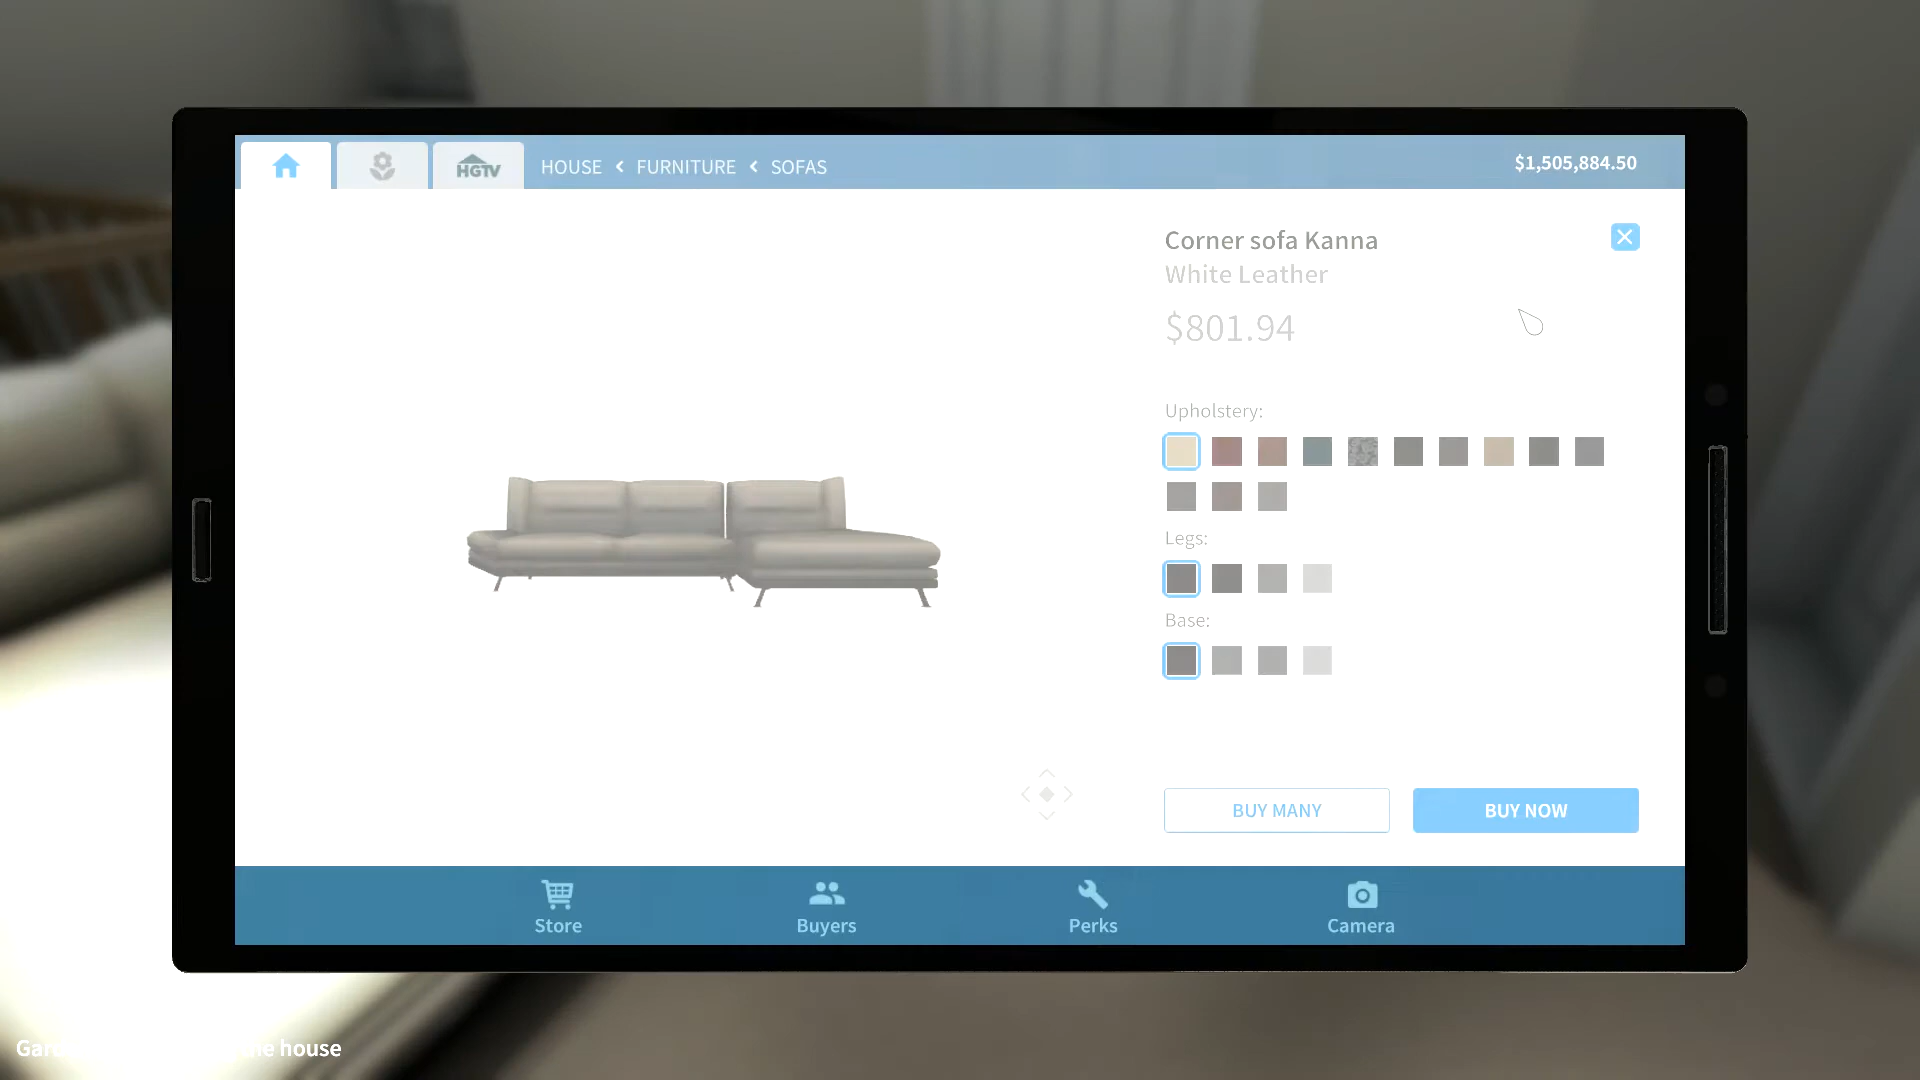 HGTV
HOUSE < FURNITURE < SOFAS
$1,505,884.50
Corner sofa Kanna
White Leather
$801.94
Upholstery:
Legs:
Base:
BUY MANY
BUY NOW
Store
Buyers
Perks
Camera
house